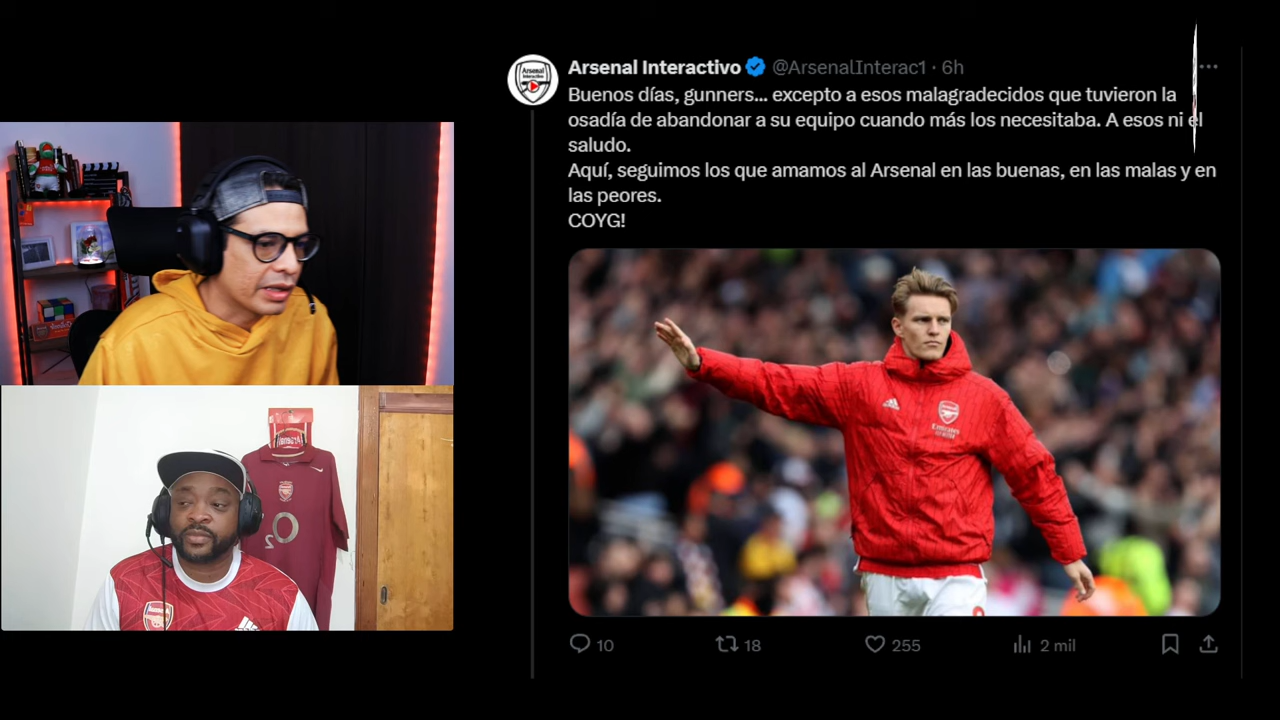 Arsenal Interactivo @ArsenalInterac1 · 6h
Buenos días, gunners... excepto a esos malagradecidos que tuvieron la
osadía de abandonar a su equipo cuando más los necesitaba. A esos ni el
saludo.
Aquí, seguimos los que amamos al Arsenal en las buenas, en las malas y en
las peores.
COYG!
10 18 255 2 mil
O2